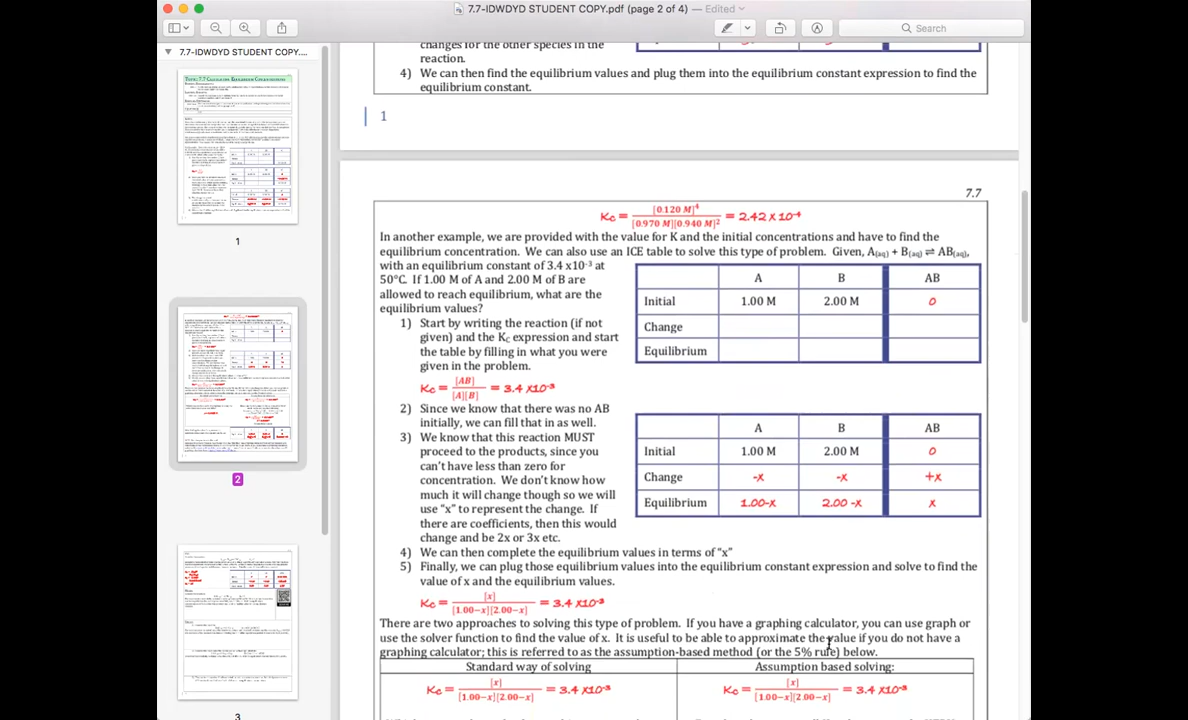 7.7-IDWDYD STUDENT COPY.pdf (page 2 of 4) — Edited
Search
7.7-IDWDYD STUDENT COPY....
1
2
3
changes for the other species in the
reaction.
4) We can then find the equilibrium values and plug them into the equilibrium constant expression to find the
equilibrium constant.
1
7.7
Kc = [0.120 M]⁴ / [0.970 M][0.940 M]² = 2.42 x 10⁻⁴
In another example, we are provided with the value for K and the initial concentrations and have to find the
equilibrium concentration. We can also use an ICE table to solve this type of problem. Given, A(aq) + B(aq) ⇌ AB(aq),
with an equilibrium constant of 3.4 x10⁻³ at
50°C. If 1.00 M of A and 2.00 M of B are
allowed to reach equilibrium, what are the
equilibrium values?
A B AB
Initial 1.00 M 2.00 M 0
Change
Equilibrium
1) Start by writing the reaction (if not
given) and the KC expression and start
the table by filling in what you were
given in the problem.
Kc = [AB] / [A][B] = 3.4 x10⁻³
2) Since we know that there was no AB
initially, we can fill that in as well.
3) We know that this reaction MUST
proceed to the products, since you
can't have less than zero for
concentration. We don't know how
much it will change though so we will
use “x” to represent the change. If
there are coefficients, then this would
change and be 2x or 3x etc.
A B AB
Initial 1.00 M 2.00 M 0
Change -x -x +x
Equilibrium 1.00-x 2.00 -x x
4) We can then complete the equilibrium values in terms of “x”
5) Finally, we can plug those equilibrium values into the equilibrium constant expression and solve to find the
value of x and the equilibrium values.
Kc = [x] / [1.00−x][2.00−x] = 3.4 x10⁻³
There are two approaches to solving this type of problem. If you have a graphing calculator, you can use graph or
use the solver function to find the value of x. It is useful to be able to approximate the value if you do not have a
graphing calculator; this is referred to as the assumption-based method (or the 5% rule) below.
Standard way of solving Assumption based solving:
Kc = [x] / [1.00−x][2.00−x] = 3.4 x10⁻³ Kc = [x] / [1.00−x][2.00−x] = 3.4 x10⁻³